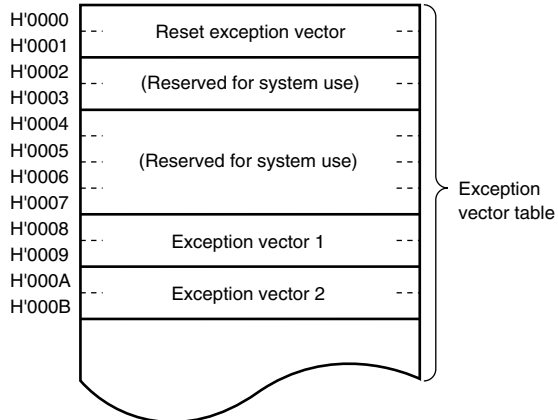 H'0000
Reset exception vector
H'0001
H'0002
(Reserved for system use)
H'0003
H'0004
H'0005
(Reserved for system use)
H'0006
H'0007
Exception
vector table
H'0008
Exception vector 1
H'0009
H'000A
Exception vector 2
H'000B